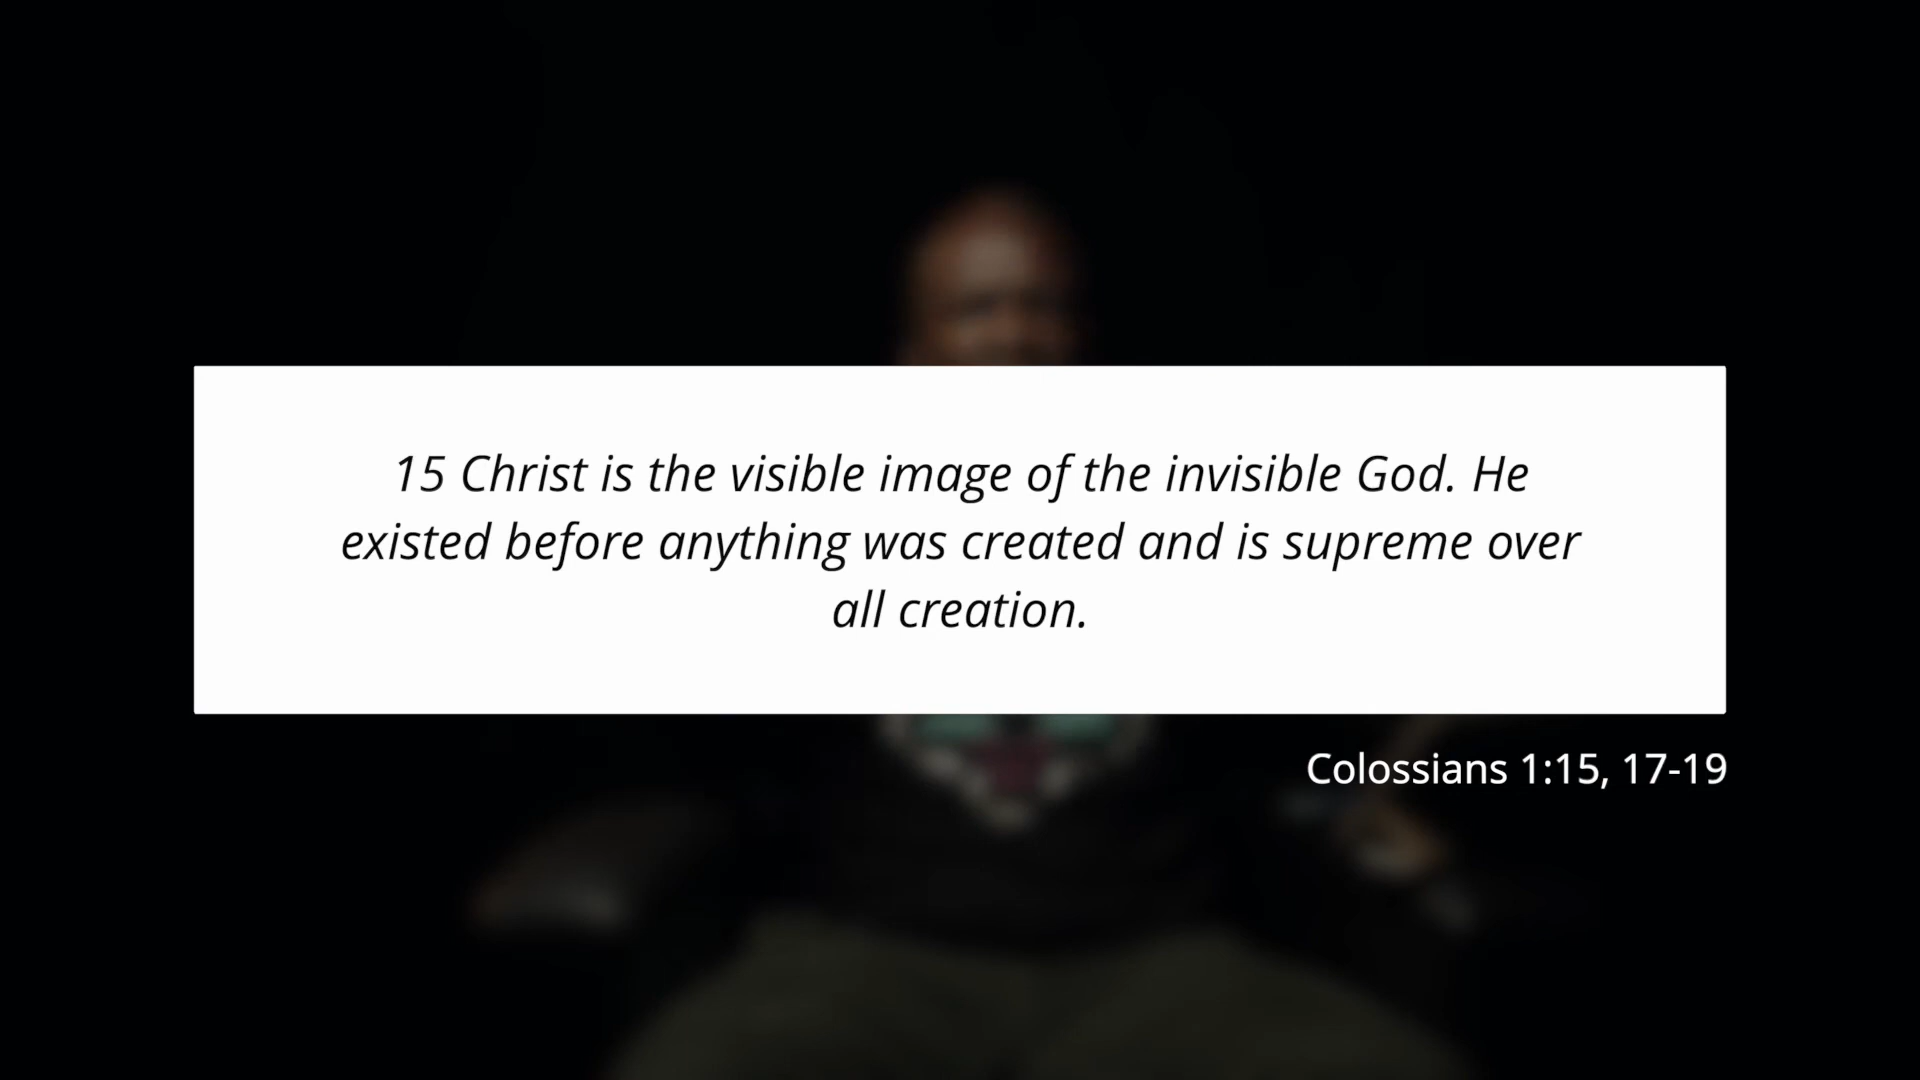 15 Christ is the visible image of the invisible God. He
existed before anything was created and is supreme over
all creation.
Colossians 1:15, 17-19